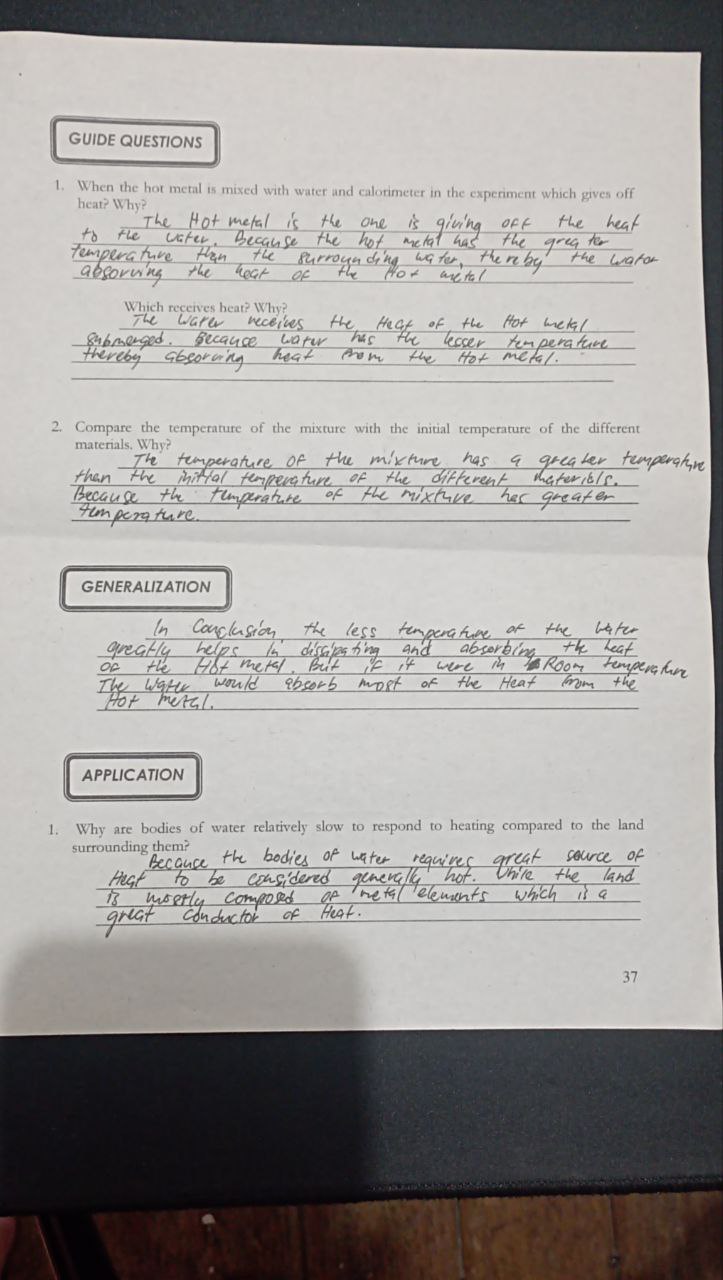 GUIDE QUESTIONS
1. When the hot metal is mixed with water and calorimeter in the experiment which gives off
heat? Why?
The Hot metal is the one is giving off the heat
to the water. Because the hot metal has the greater
temperature than the surrounding water, thereby the water
absorving the heat of the Hot metal
Which receives heat? Why?
The water receives the Heat of the Hot metal
submerged. Because water has the lesser temperature
thereby absorving heat from the Hot metal.
2. Compare the temperature of the mixture with the initial temperature of the different
materials. Why?
The temperature of the mixture has a greater temperature
than the initial temperature of the different materials.
Because the temperature of the mixture has greater
temperature.
GENERALIZATION
In Conclusion, the less temperature of the water
greatly helps in dissipating and absorbing the heat
of the Hot metal. But if it were in Room temperature
The Water would absorb most of the Heat from the
Hot metal.
APPLICATION
1. Why are bodies of water relatively slow to respond to heating compared to the land
surrounding them?
Because the bodies of water requires great source of
Heat to be considered generally hot. While the land
is mostly composed of metal elements which is a
great conductor of Heat.
37